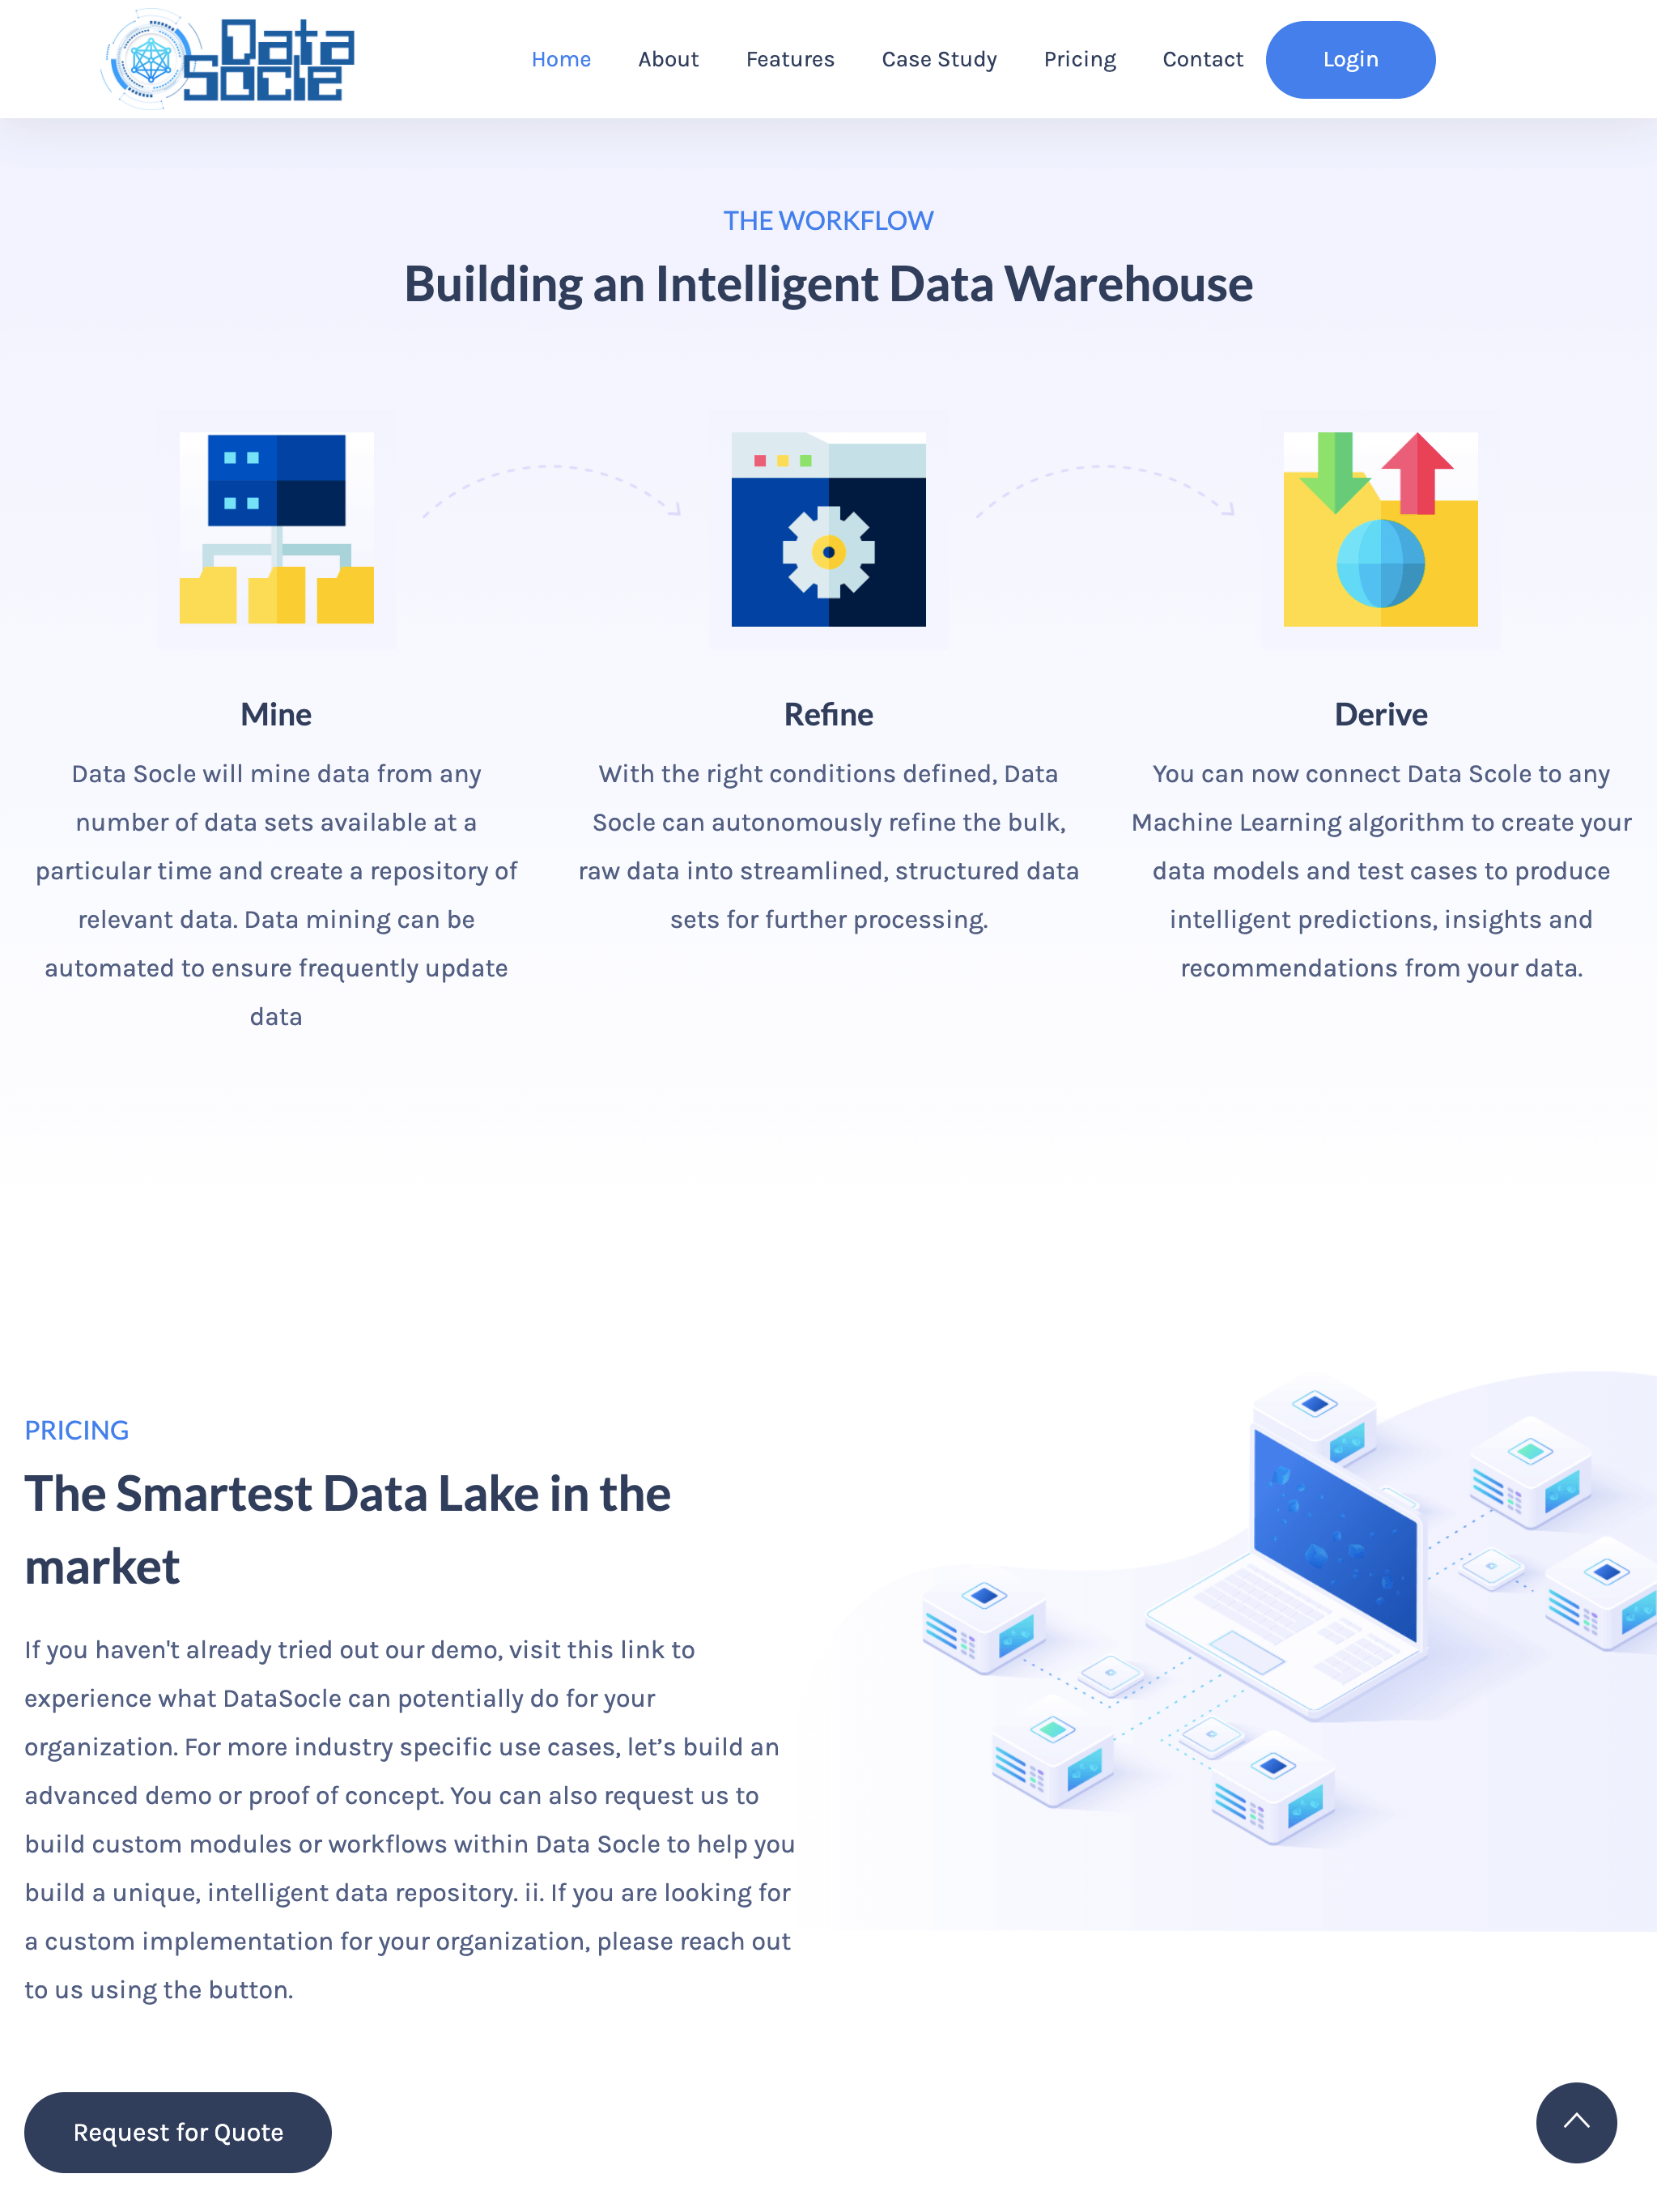 Data
Socle
Home About Features Case Study Pricing Contact Login
THE WORKFLOW
Building an Intelligent Data Warehouse
Mine
Data Socle will mine data from any
number of data sets available at a
particular time and create a repository of
relevant data. Data mining can be
automated to ensure frequently update
data
Refine
With the right conditions defined, Data
Socle can autonomously refine the bulk,
raw data into streamlined, structured data
sets for further processing.
Derive
You can now connect Data Scole to any
Machine Learning algorithm to create your
data models and test cases to produce
intelligent predictions, insights and
recommendations from your data.
PRICING
The Smartest Data Lake in the
market
If you haven't already tried out our demo, visit this link to
experience what DataSocle can potentially do for your
organization. For more industry specific use cases, let’s build an
advanced demo or proof of concept. You can also request us to
build custom modules or workflows within Data Socle to help you
build a unique, intelligent data repository. ii. If you are looking for
a custom implementation for your organization, please reach out
to us using the button.
Request for Quote